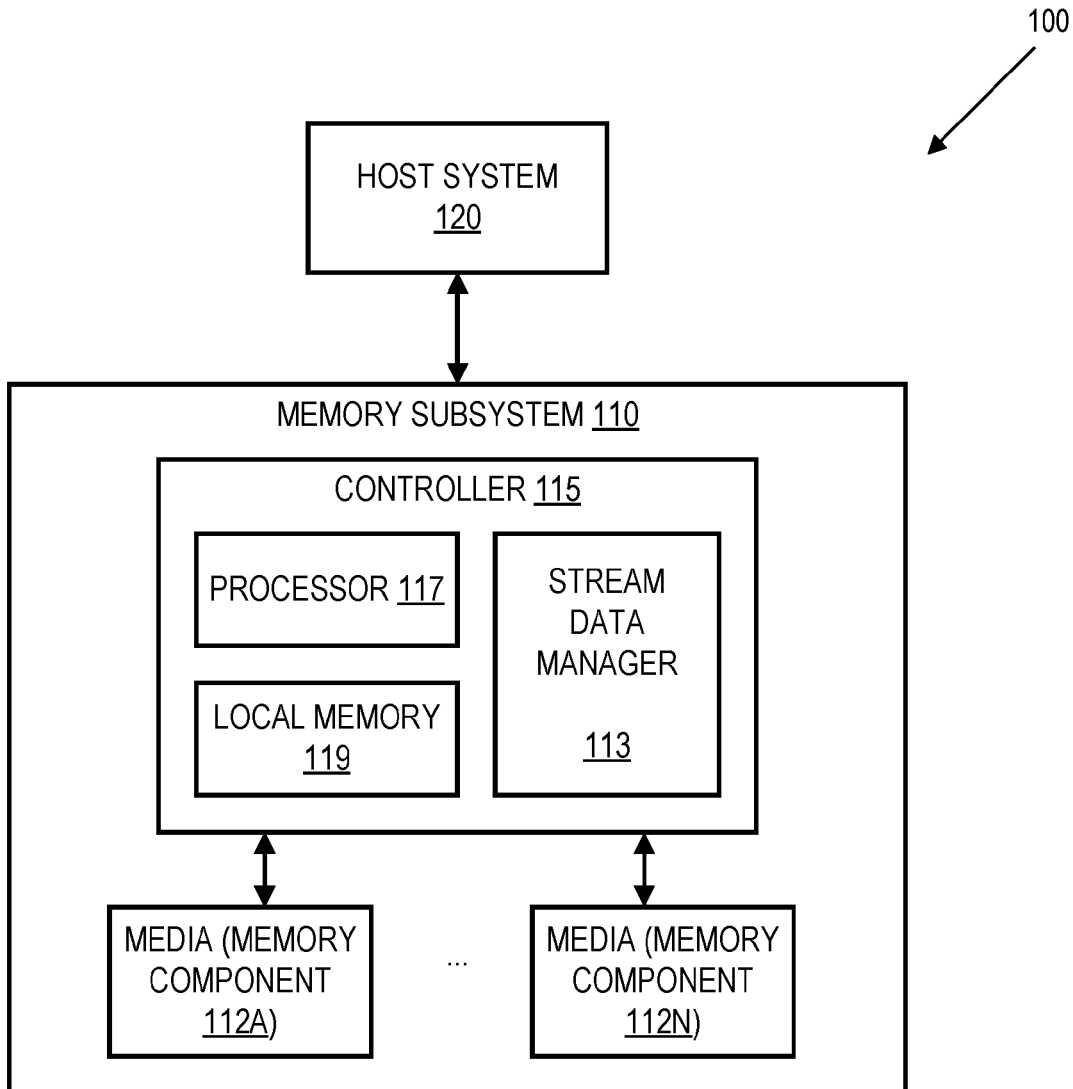 100
HOST SYSTEM
120
MEMORY SUBSYSTEM 110
CONTROLLER 115
PROCESSOR 117
STREAM
DATA
MANAGER
113
LOCAL MEMORY
119
MEDIA (MEMORY
COMPONENT
112A)
...
MEDIA (MEMORY
COMPONENT
112N)